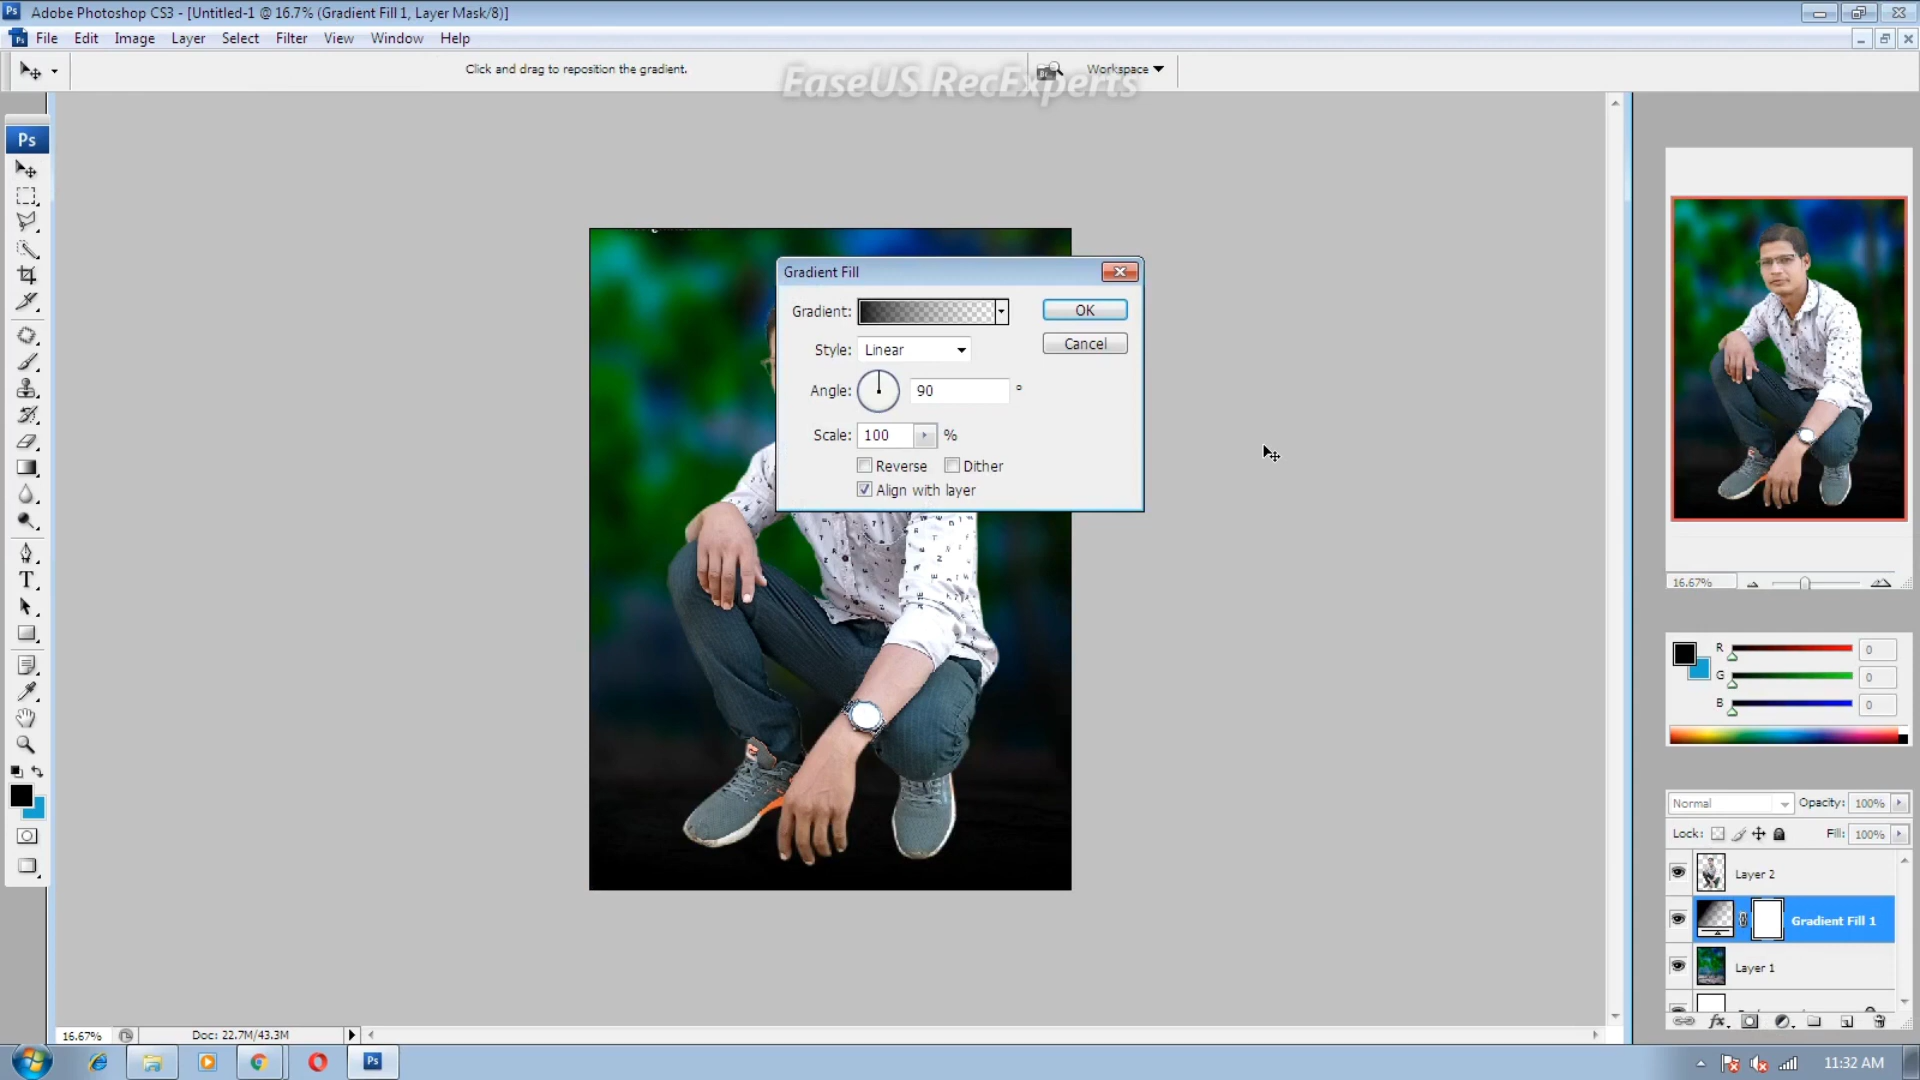 Adobe Photoshop CS3 - [Untitled-1 @ 16.7% (Gradient Fill 1, Layer Mask/8)]
File Edit Image Layer Select Filter View Window Help
Click and drag to reposition the gradient.
Workspace
EaseUS RecExperts
Ps
Gradient Fill
Gradient:
OK
Style: Linear
Cancel
Angle: 90 °
Scale: 100 %
Reverse Dither
Align with layer
16.67%
R 0
G 0
B 0
Normal Opacity: 100%
Lock: Fill: 100%
Layer 2
Gradient Fill 1
Layer 1
16.67% Doc: 22.7M/43.3M
Ps
11:32 AM